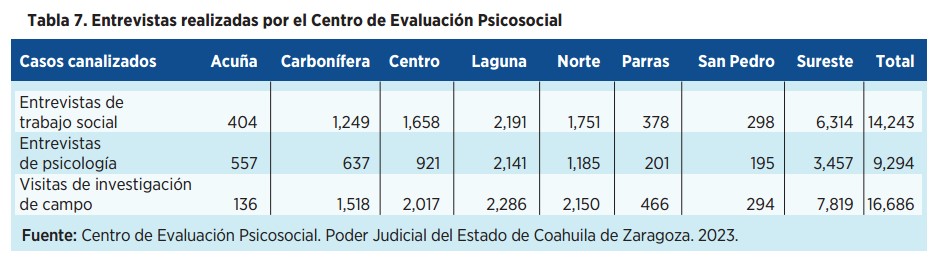 Tabla 7. Entrevistas realizadas por el Centro de Evaluación Psicosocial
Casos canalizados Acuña Carbonífera Centro Laguna Norte Parras San Pedro Sureste Total
Entrevistas de
trabajo social 404 1,249 1,658 2,191 1,751 378 298 6,314 14,243
Entrevistas
de psicología 557 637 921 2,141 1,185 201 195 3,457 9,294
Visitas de investigación
de campo 136 1,518 2,017 2,286 2,150 466 294 7,819 16,686
Fuente: Centro de Evaluación Psicosocial. Poder Judicial del Estado de Coahuila de Zaragoza. 2023.